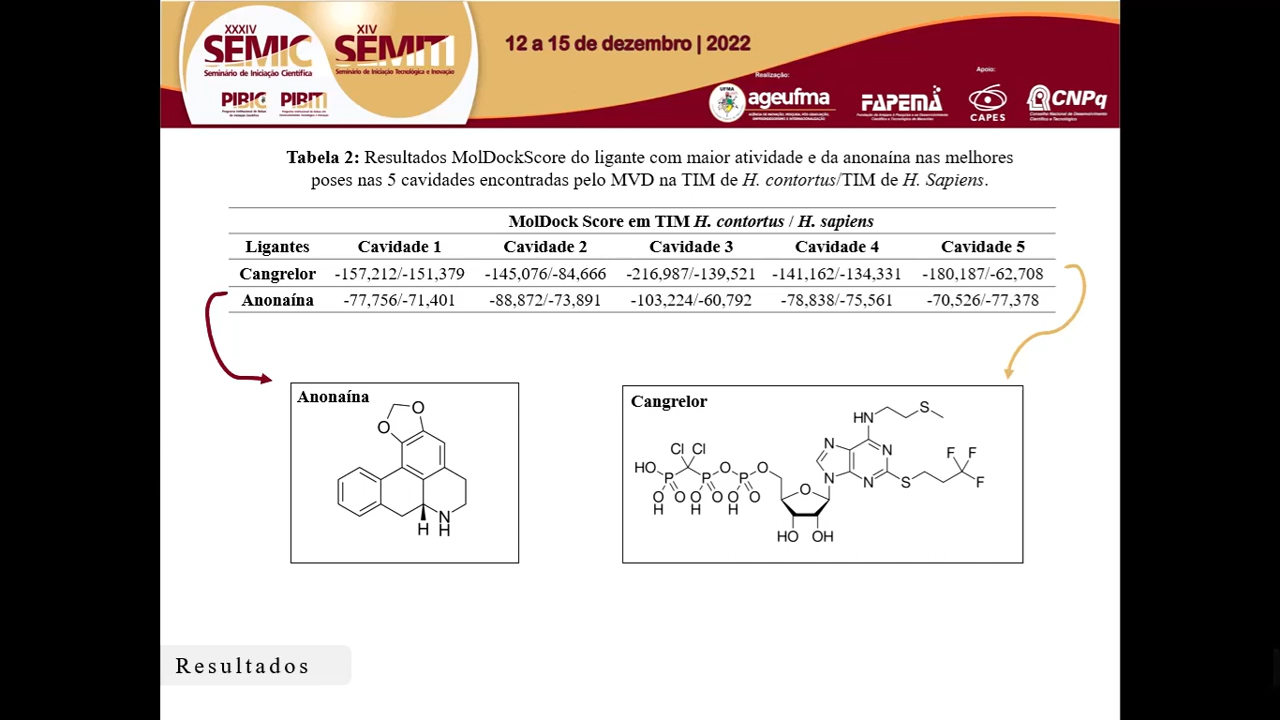 XXXIV
SEMIC
Seminário de Iniciação Científica
XIV
SEMITI
Seminário de Iniciação Tecnológica e Inovação
PIBIC
PIBITI
12 a 15 de dezembro | 2022
Realização:
UFMA
ageufma
Apoio:
FAPEMA
CAPES
CNPq
Tabela 2: Resultados MolDockScore do ligante com maior atividade e da anonaína nas melhores
poses nas 5 cavidades encontradas pelo MVD na TIM de H. contortus/TIM de H. Sapiens.
MolDock Score em TIM H. contortus / H. sapiens
Ligantes Cavidade 1 Cavidade 2 Cavidade 3 Cavidade 4 Cavidade 5
Cangrelor -157,212/-151,379 -145,076/-84,666 -216,987/-139,521 -141,162/-134,331 -180,187/-62,708
Anonaína -77,756/-71,401 -88,872/-73,891 -103,224/-60,792 -78,838/-75,561 -70,526/-77,378
Anonaína
O
O
H
N
H
Cangrelor
HN
S
Cl Cl
N
N
F F
HO
P
P
O
P
O
O
N
N
S
F
O O
O
O
O
O
O
H
H
H
HO OH
Resultados